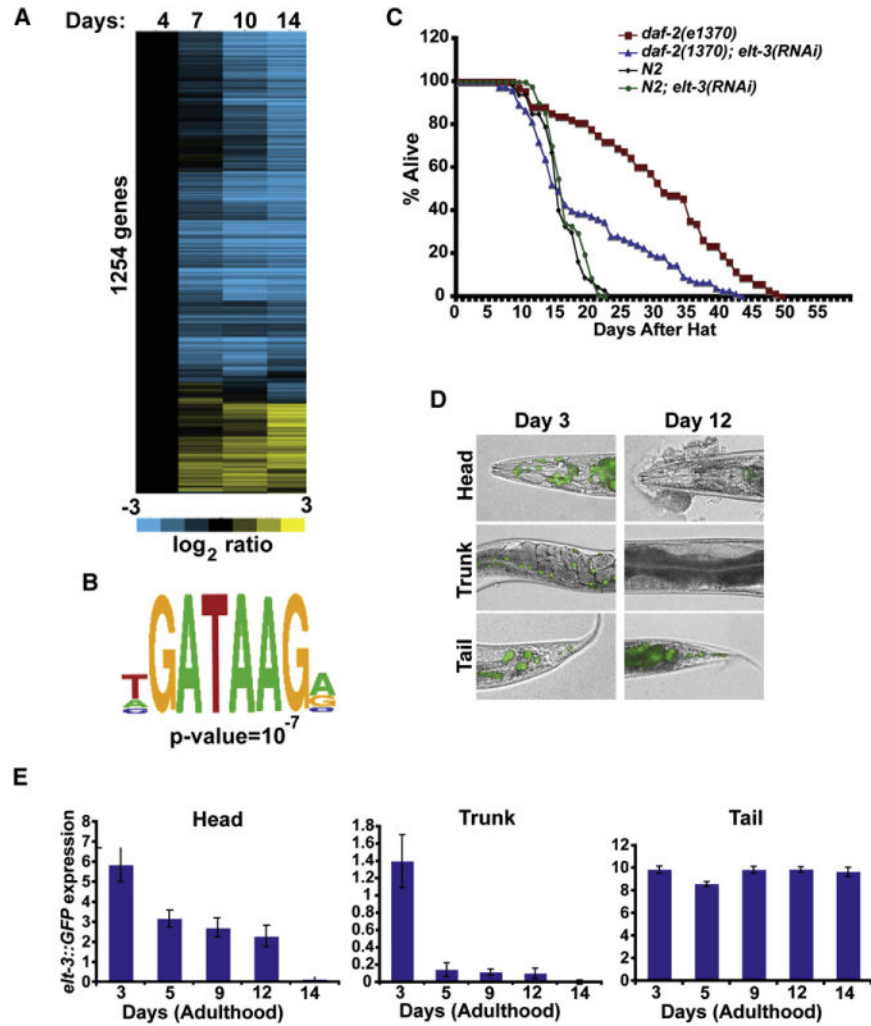 A
Days: 4 7 10 14
1254 genes
-3 3
log2 ratio
B
TGATAAGA
A G
C C
p-value=10-7
C
daf-2(e1370)
daf-2(1370); elt-3(RNAi)
N2
N2; elt-3(RNAi)
120
100
80
60
40
20
0
% Alive
0 5 10 15 20 25 30 35 40 45 50 55
Days After Hat
D
Day 3 Day 12
Head
Trunk
Tail
E
elt-3::GFP expression
Head
8
7
6
5
4
3
2
1
0
3 5 9 12 14
Days (Adulthood)
Trunk
1.8
1.6
1.4
1.2
1
0.8
0.6
0.4
0.2
0
3 5 9 12 14
Days (Adulthood)
Tail
12
10
8
6
4
2
0
3 5 9 12 14
Days (Adulthood)